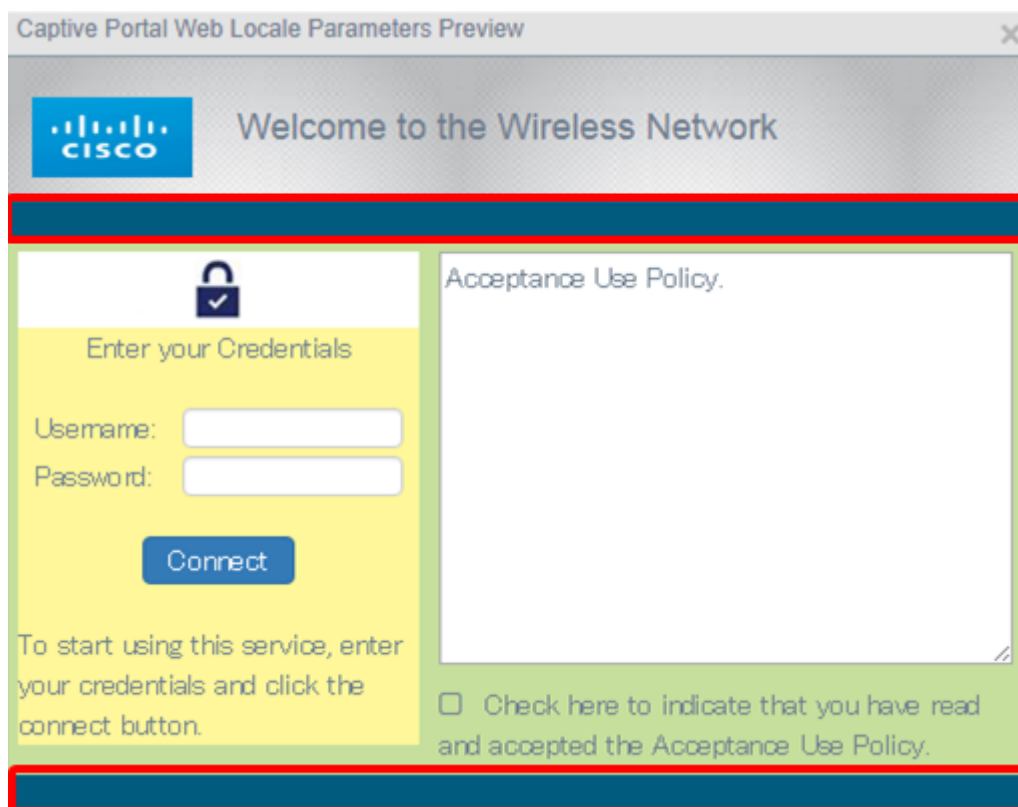 Captive Portal Web Locale Parameters Preview
CISCO
Welcome to the Wireless Network
Enter your Credentials
Username:
Password:
Connect
To start using this service, enter
your credentials and click the
connect button.
Acceptance Use Policy.
Check here to indicate that you have read
and accepted the Acceptance Use Policy.